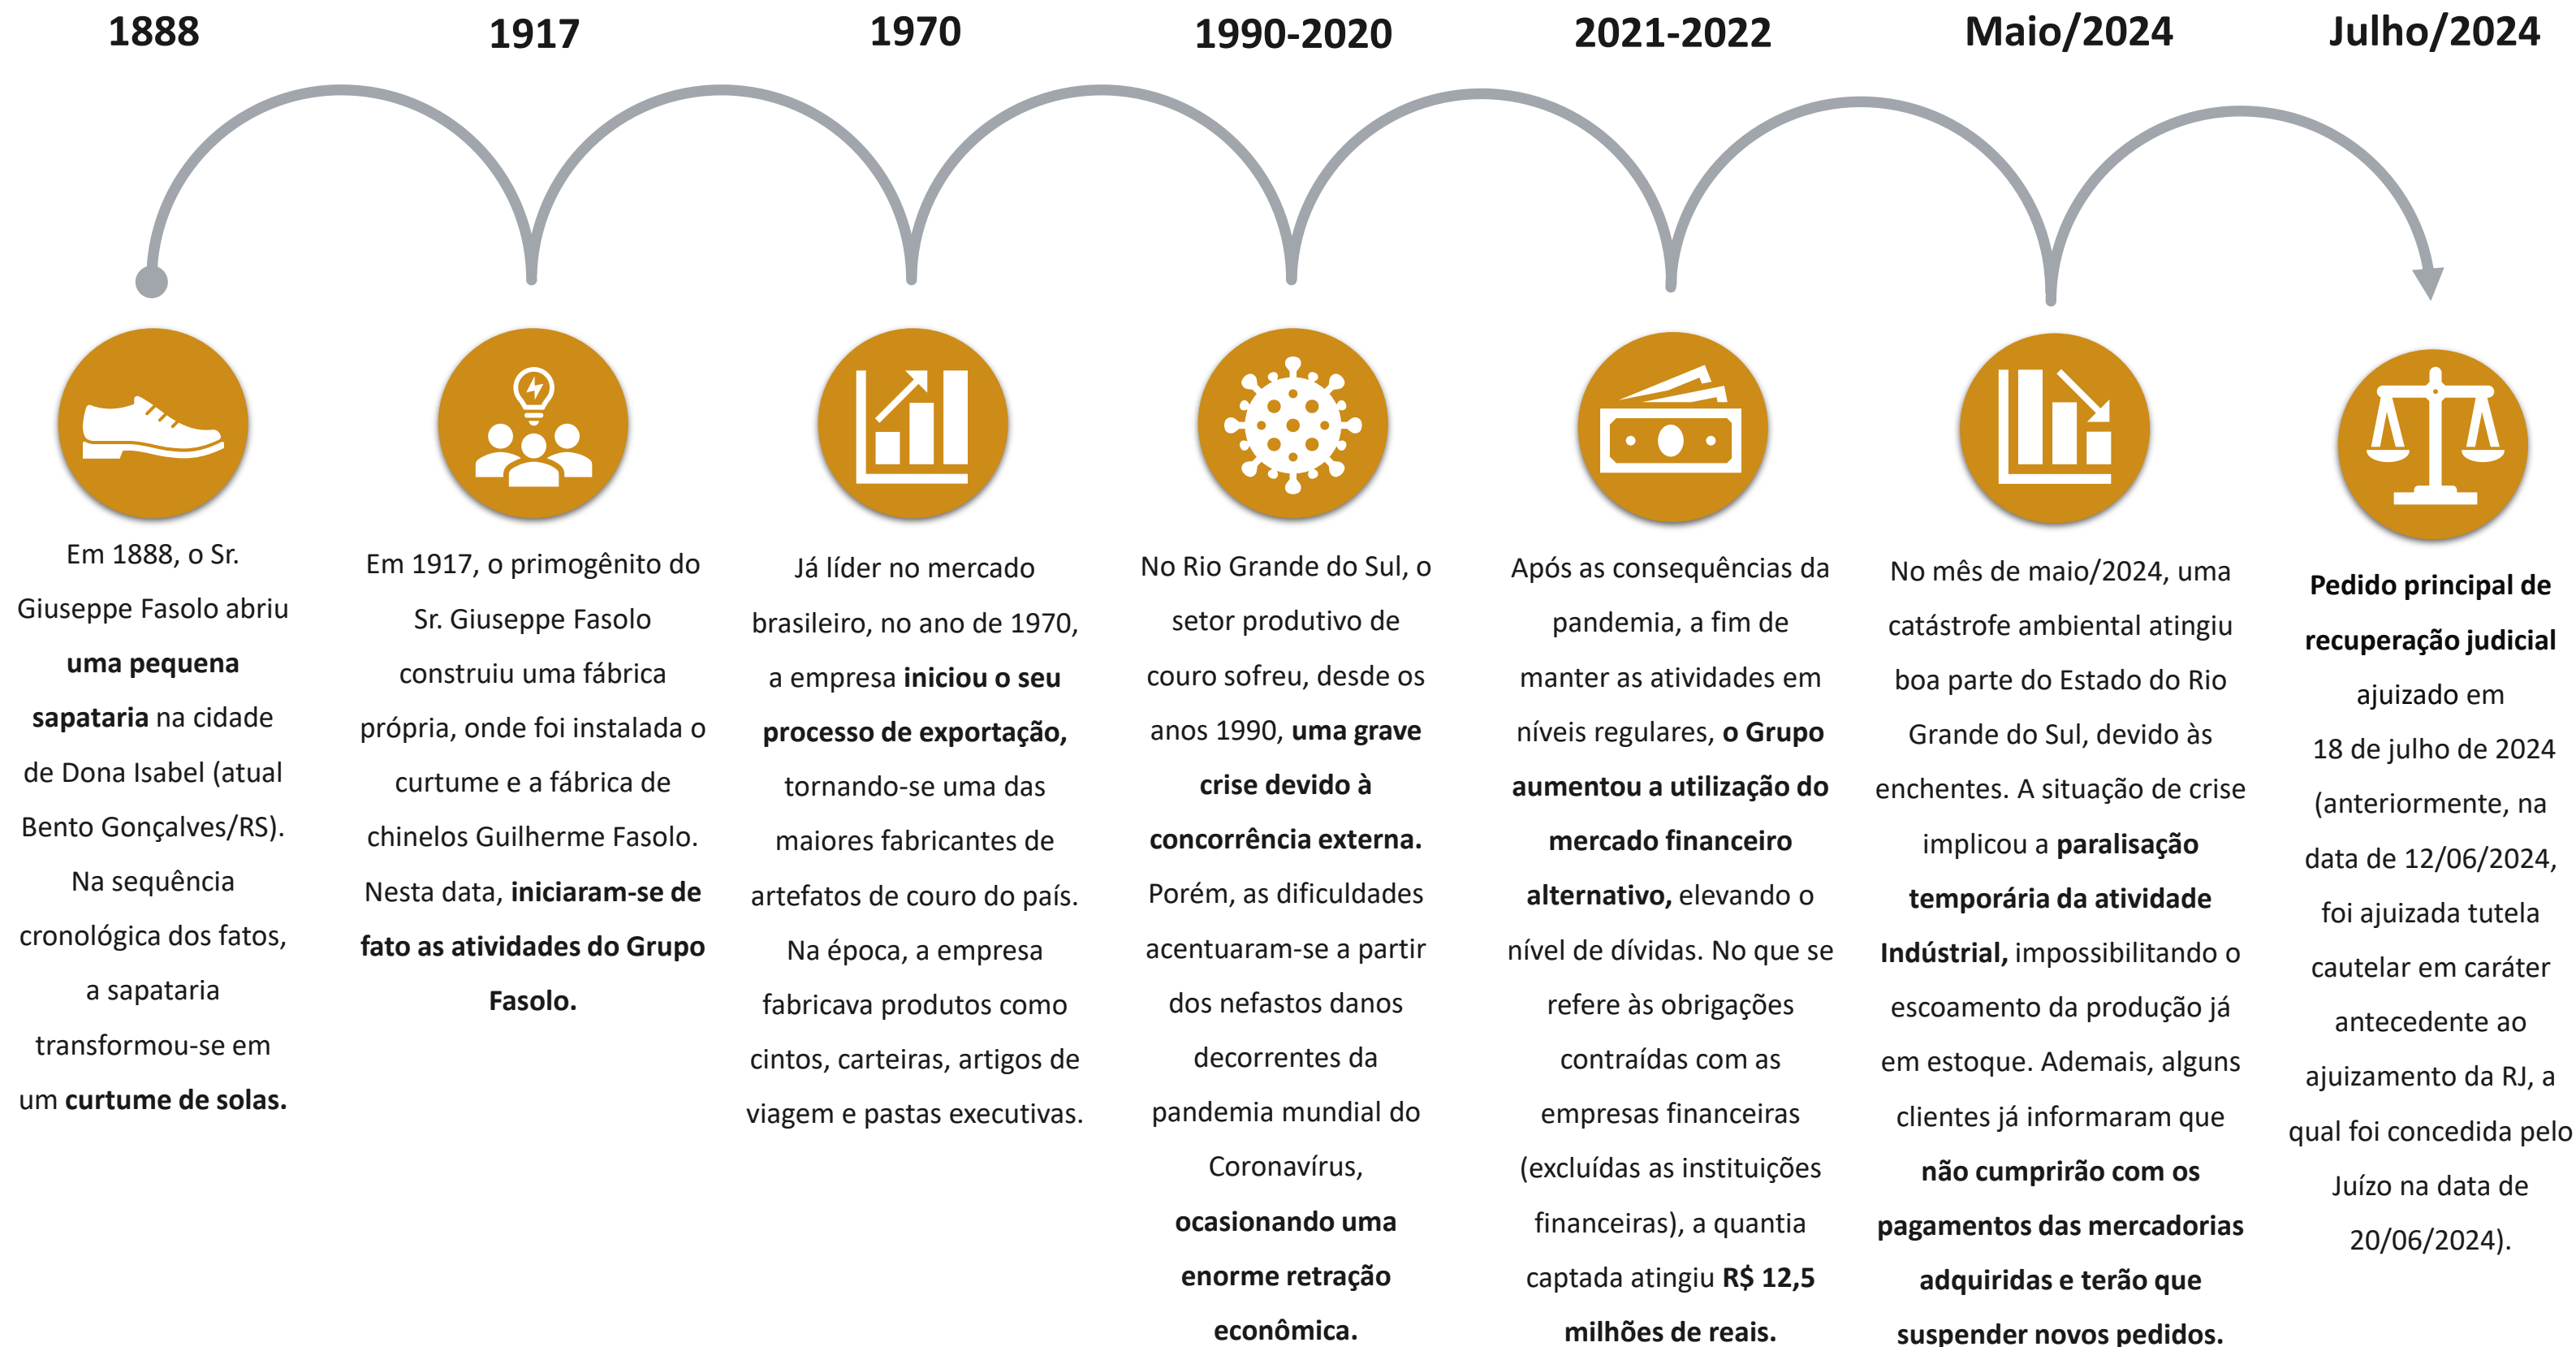 1888
1917
1970
1990-2020
2021-2022
Maio/2024
Julho/2024
Em 1888, o Sr.
Giuseppe Fasolo abriu
uma pequena
sapataria na cidade
de Dona Isabel (atual
Bento Gonçalves/RS).
Na sequência
cronológica dos fatos,
a sapataria
transformou-se em
um curtume de solas.
Em 1917, o primogênito do
Sr. Giuseppe Fasolo
construiu uma fábrica
própria, onde foi instalada o
curtume e a fábrica de
chinelos Guilherme Fasolo.
Nesta data, iniciaram-se de
fato as atividades do Grupo
Fasolo.
Já líder no mercado
brasileiro, no ano de 1970,
a empresa iniciou o seu
processo de exportação,
tornando-se uma das
maiores fabricantes de
artefatos de couro do país.
Na época, a empresa
fabricava produtos como
cintos, carteiras, artigos de
viagem e pastas executivas.
No Rio Grande do Sul, o
setor produtivo de
couro sofreu, desde os
anos 1990, uma grave
crise devido à
concorrência externa.
Porém, as dificuldades
acentuaram-se a partir
dos nefastos danos
decorrentes da
pandemia mundial do
Coronavírus,
ocasionando uma
enorme retração
econômica.
Após as consequências da
pandemia, a fim de
manter as atividades em
níveis regulares, o Grupo
aumentou a utilização do
mercado financeiro
alternativo, elevando o
nível de dívidas. No que se
refere às obrigações
contraídas com as
empresas financeiras
(excluídas as instituições
financeiras), a quantia
captada atingiu R$ 12,5
milhões de reais.
No mês de maio/2024, uma
catástrofe ambiental atingiu
boa parte do Estado do Rio
Grande do Sul, devido às
enchentes. A situação de crise
implicou a paralisação
temporária da atividade
Indústrial, impossibilitando o
escoamento da produção já
em estoque. Ademais, alguns
clientes já informaram que
não cumprirão com os
pagamentos das mercadorias
adquiridas e terão que
suspender novos pedidos.
Pedido principal de
recuperação judicial
ajuizado em
18 de julho de 2024
(anteriormente, na
data de 12/06/2024,
foi ajuizada tutela
cautelar em caráter
antecedente ao
ajuizamento da RJ, a
qual foi concedida pelo
Juízo na data de
20/06/2024).